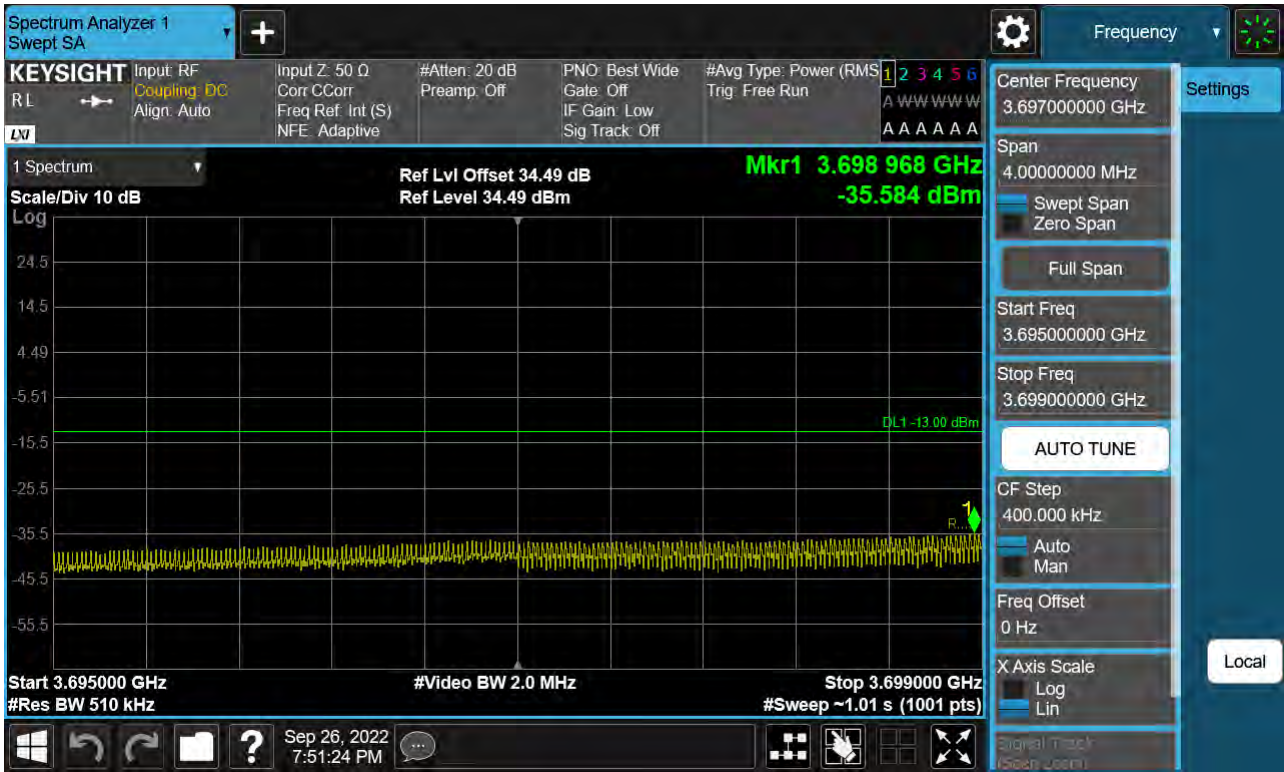 Spectrum Analyzer 1
Swept SA
+
Frequency
KEYSIGHT
RL
LXI
Input: RF
Coupling: DC
Align: Auto
Input Z: 50 Ω
Corr CCorr
Freq Ref: Int (S)
NFE: Adaptive
#Atten: 20 dB
Preamp: Off
PNO: Best Wide
Gate: Off
IF Gain: Low
Sig Track: Off
#Avg Type: Power (RMS
Trig: Free Run
1 2 3 4 5 6
A W W W W W
A A A A A A
1 Spectrum
Scale/Div 10 dB
Log
Ref Lvl Offset 34.49 dB
Ref Level 34.49 dBm
Mkr1 3.698 968 GHz
-35.584 dBm
24.5
14.5
4.49
-5.51
DL1 -13.00 dBm
-15.5
-25.5
1
R...
-35.5
-45.5
-55.5
Start 3.695000 GHz
#Res BW 510 kHz
#Video BW 2.0 MHz
Stop 3.699000 GHz
#Sweep ~1.01 s (1001 pts)
?
Sep 26, 2022
7:51:24 PM
Center Frequency
3.697000000 GHz
Span
4.00000000 MHz
Swept Span
Zero Span
Full Span
Start Freq
3.695000000 GHz
Stop Freq
3.699000000 GHz
AUTO TUNE
CF Step
400.000 kHz
Auto
Man
Freq Offset
0 Hz
X Axis Scale
Log
Lin
Signal Track
(Span Zoom)
Settings
Local